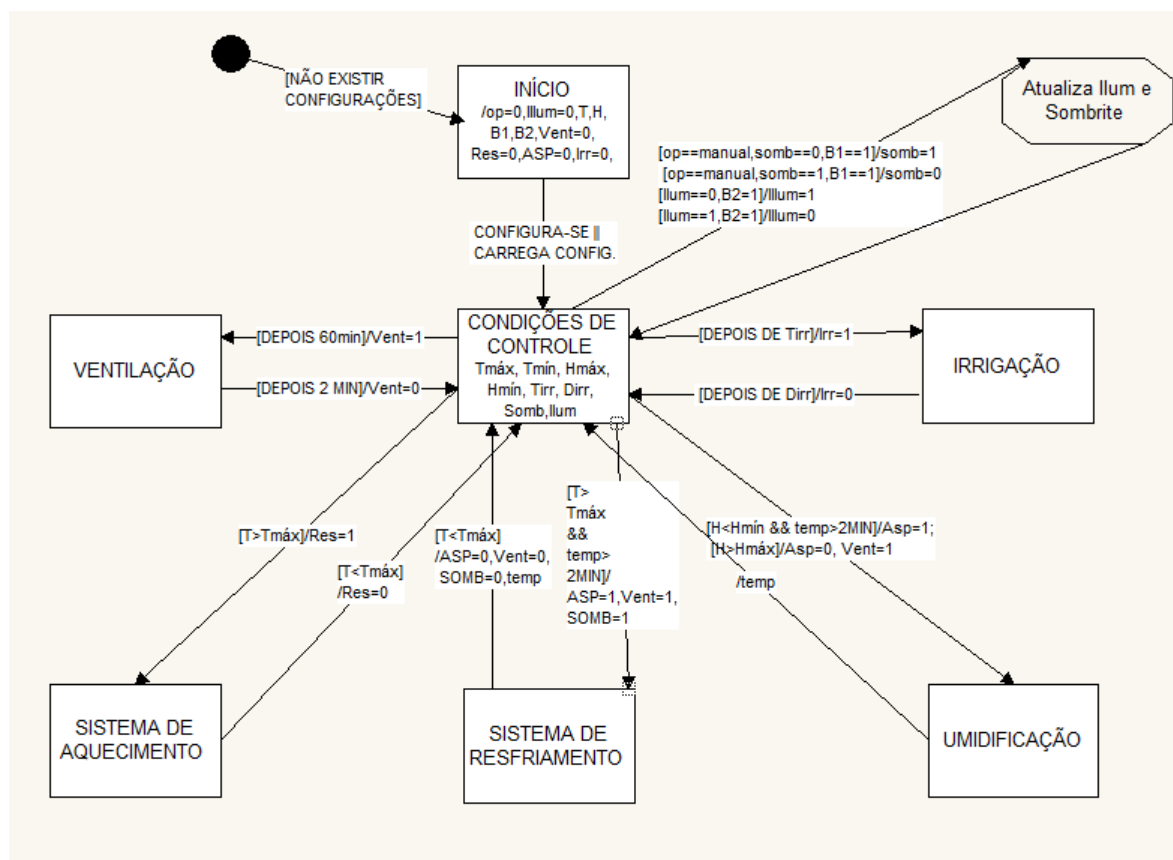 [NÃO EXISTIR
CONFIGURAÇÕES]
INÍCIO
/op=0,Illum=0,T,H,
B1,B2,Vent=0,
Res=0,ASP=0,Irr=0,
Atualiza Ilum e
Sombrite
[op==manual,somb==0,B1==1]/somb=1
[op==manual,somb==1,B1==1]/somb=0
[Ilum==0,B2=1]/Illum=1
[Ilum==1,B2=1]/Illum=0
CONFIGURA-SE ||
CARREGA CONFIG.
CONDIÇÕES DE
CONTROLE
Tmáx, Tmín, Hmáx,
Hmín, Tirr, Dirr,
Somb,Ilum
VENTILAÇÃO
[DEPOIS 60min]/Vent=1
[DEPOIS 2 MIN]/Vent=0
[DEPOIS DE Tirr]/Irr=1
[DEPOIS DE Dirr]/Irr=0
IRRIGAÇÃO
[T>Tmáx]/Res=1
[T<Tmáx]
/Res=0
[T<Tmáx]
/ASP=0,Vent=0,
SOMB=0,temp
[T>
Tmáx
&&
temp>
2MIN]/
ASP=1,Vent=1,
SOMB=1
[H<Hmín && temp>2MIN]/Asp=1;
[H>Hmáx]/Asp=0, Vent=1
/temp
SISTEMA DE
AQUECIMENTO
SISTEMA DE
RESFRIAMENTO
UMIDIFICAÇÃO